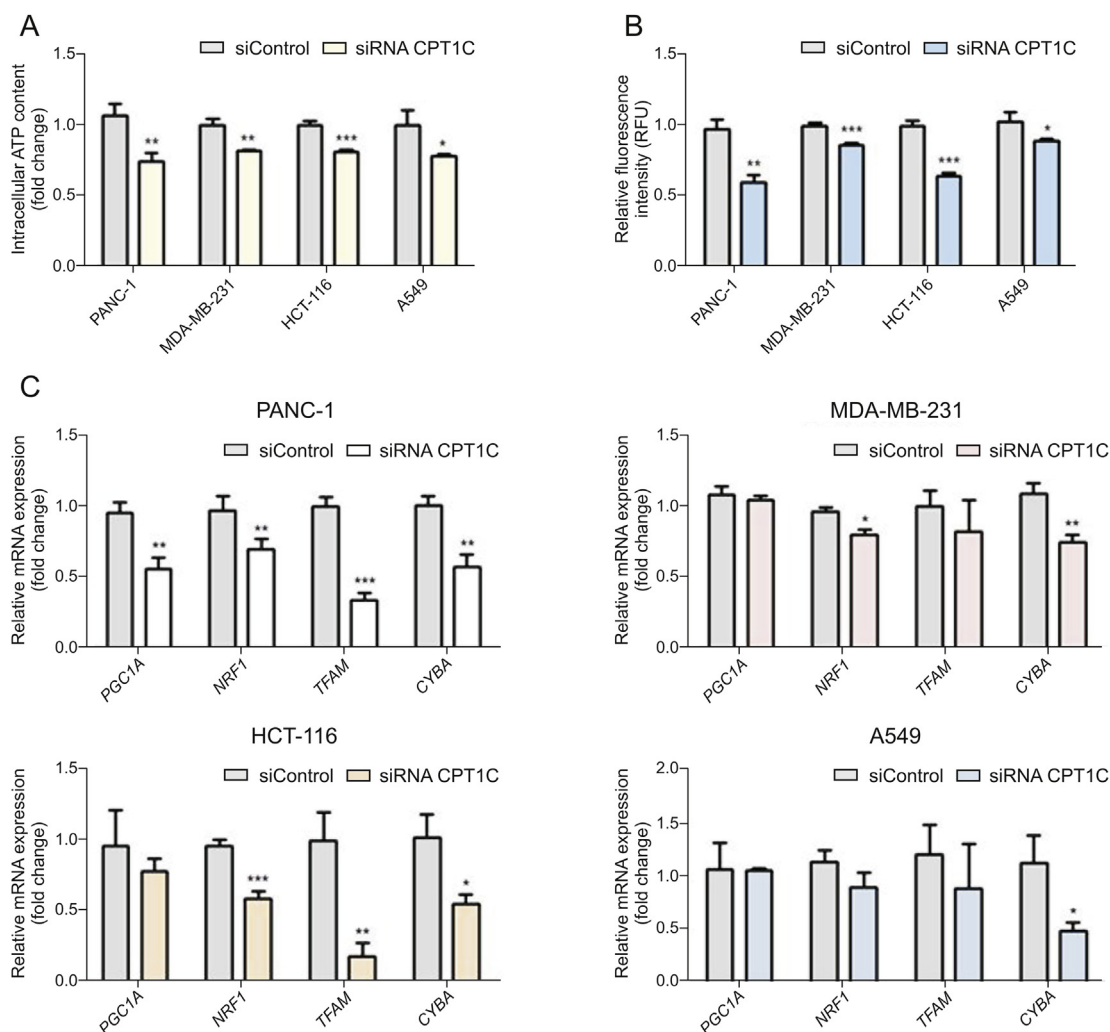 A
siControl siRNA CPT1C
Intracellular ATP content
(fold change)
1.5
1.0
0.5
0.0
** ** *** *
PANC-1 MDA-MB-231 HCT-116 A549
B
siControl siRNA CPT1C
Relative fluorescence
intensity (RFU)
1.5
1.0
0.5
0.0
** *** *** *
PANC-1 MDA-MB-231 HCT-116 A549
C
PANC-1
siControl siRNA CPT1C
Relative mRNA expression
(fold change)
1.5
1.0
0.5
0.0
** ** *** **
PGC1A NRF1 TFAM CYBA
MDA-MB-231
siControl siRNA CPT1C
Relative mRNA expression
(fold change)
1.5
1.0
0.5
0.0
* **
PGC1A NRF1 TFAM CYBA
HCT-116
siControl siRNA CPT1C
Relative mRNA expression
(fold change)
1.5
1.0
0.5
0.0
*** ** *
PGC1A NRF1 TFAM CYBA
A549
siControl siRNA CPT1C
Relative mRNA expression
(fold change)
2.0
1.5
1.0
0.5
0.0
*
PGC1A NRF1 TFAM CYBA